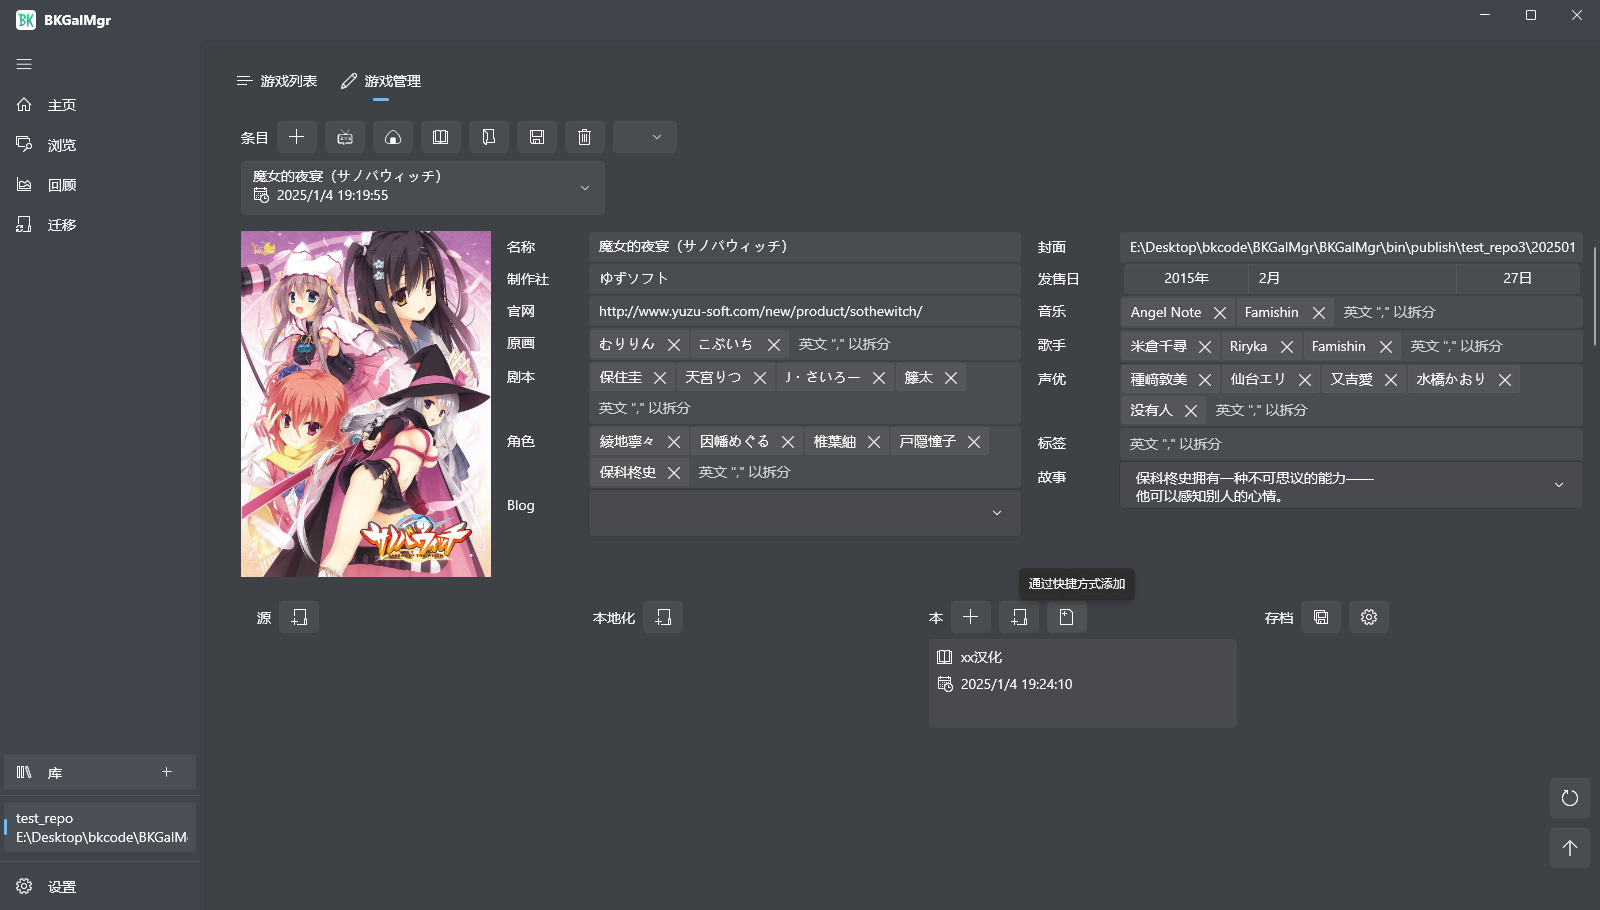 BK BKGalMgr
主页
浏览
回顾
迁移
游戏列表 游戏管理
条目
魔女的夜宴（サノバウィッチ）
2025/1/4 19:19:55
サノバウィッチ
名称 魔女的夜宴（サノバウィッチ）
制作社 ゆずソフト
官网 http://www.yuzu-soft.com/new/product/sothewitch/
原画 むりりん こぶいち 英文 "," 以拆分
剧本 保住圭 天宮りつ J・さいろー 籐太
英文 "," 以拆分
角色 綾地寧々 因幡めぐる 椎葉紬 戸隠憧子
保科柊史 英文 "," 以拆分
Blog
封面 E:\Desktop\bkcode\BKGalMgr\BKGalMgr\bin\publish\test_repo3\202501
发售日 2015年 2月 27日
音乐 Angel Note Famishin 英文 "," 以拆分
歌手 米倉千尋 Riryka Famishin 英文 "," 以拆分
声优 種﨑敦美 仙台エリ 又吉愛 水橋かおり
没有人 英文 "," 以拆分
标签 英文 "," 以拆分
故事 保科柊史拥有一种不可思议的能力——
他可以感知别人的心情。
通过快捷方式添加
源 本地化 本 存档
xx汉化
2025/1/4 19:24:10
库
test_repo
E:\Desktop\bkcode\BKGalM
设置